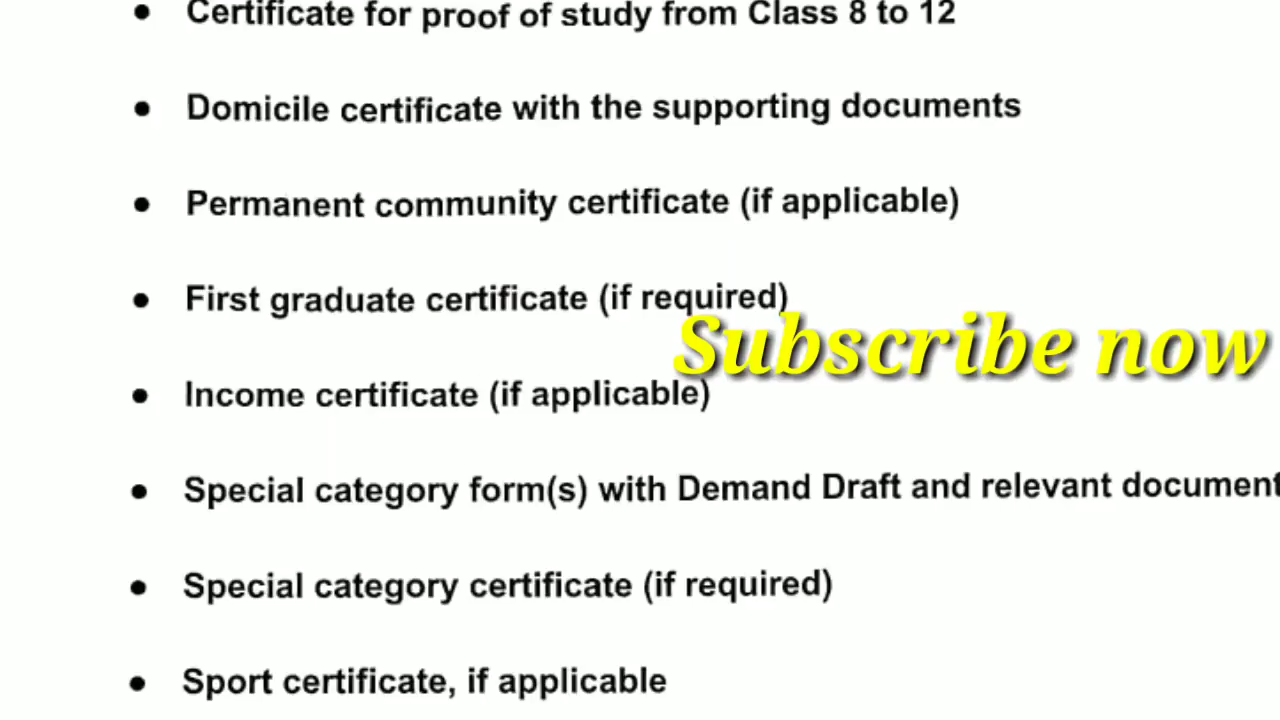 • Certificate for proof of study from Class 8 to 12
• Domicile certificate with the supporting documents
• Permanent community certificate (if applicable)
• First graduate certificate (if required)
Subscribe now
• Income certificate (if applicable)
• Special category form(s) with Demand Draft and relevant document
• Special category certificate (if required)
• Sport certificate, if applicable